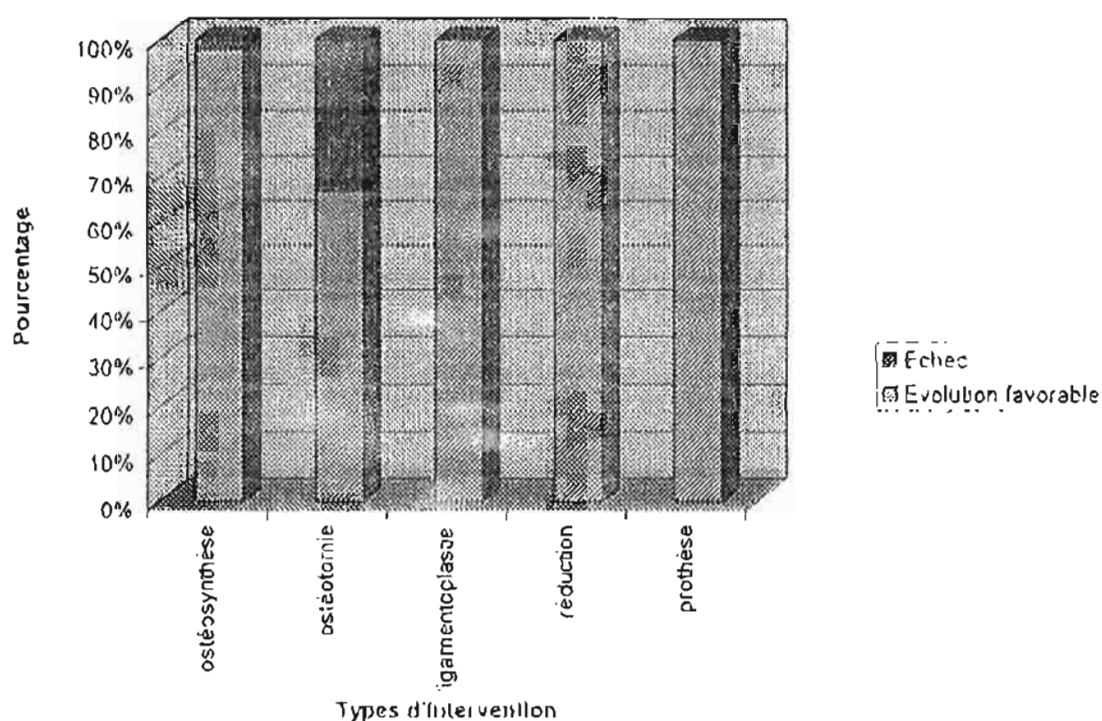 Pourcentage
100%
90%
80%
70%
60%
50%
40%
30%
20%
10%
0%
ostéosynthèse
ostéotomie
ligamentoplastie
réduction
prothèse
Types d'intervention
Echec
Evolution favorable